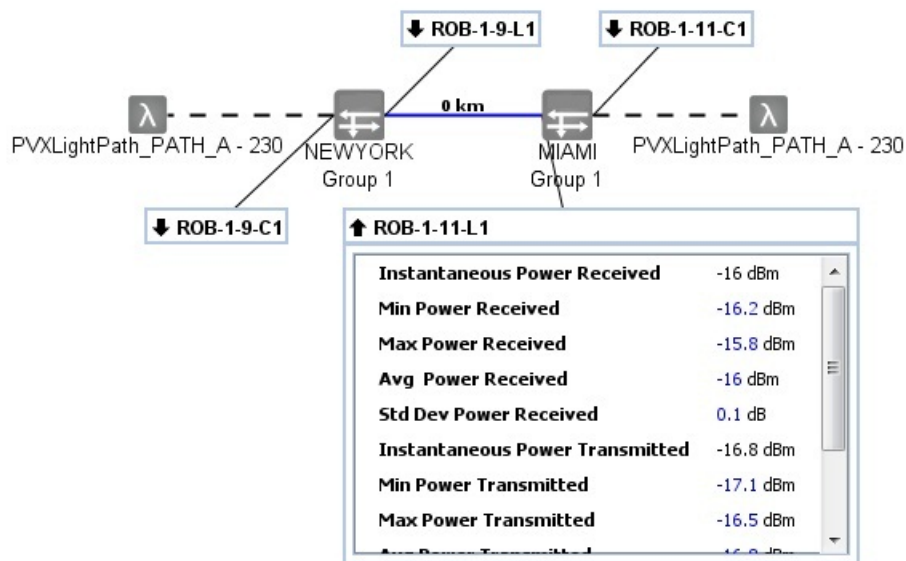 ROB-1-9-L1
ROB-1-11-C1
0 km
λ
λ
PVXLightPath_PATH_A - 230
NEWYORK
Group 1
MIAMI
Group 1
PVXLightPath_PATH_A - 230
ROB-1-9-C1
ROB-1-11-L1
Instantaneous Power Received -16 dBm
Min Power Received -16.2 dBm
Max Power Received -15.8 dBm
Avg Power Received -16 dBm
Std Dev Power Received 0.1 dB
Instantaneous Power Transmitted -16.8 dBm
Min Power Transmitted -17.1 dBm
Max Power Transmitted -16.5 dBm
Avg Power Transmitted